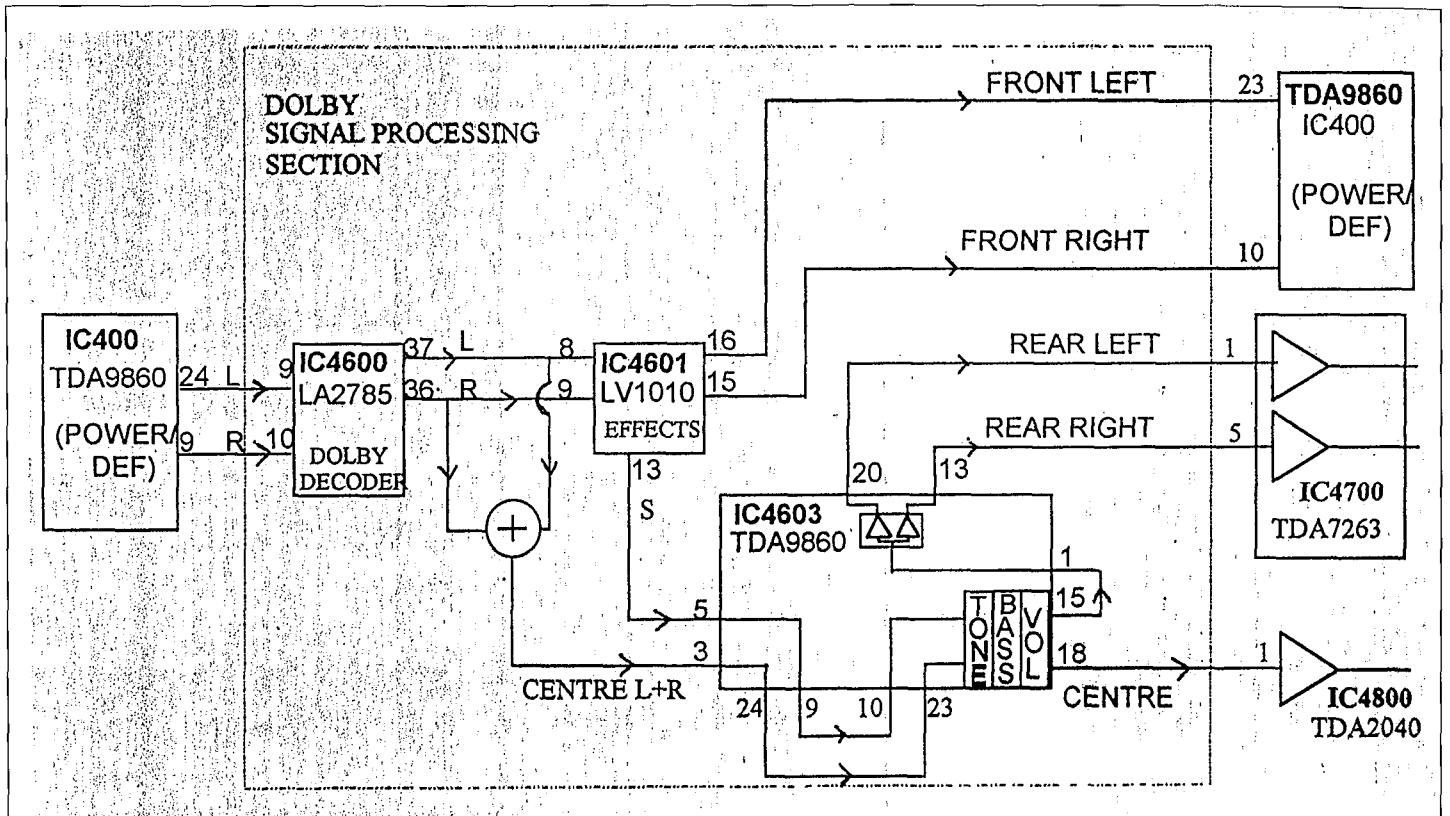 DOLBY
SIGNAL PROCESSING
SECTION
FRONT LEFT
23
TDA9860
IC400
(POWER/
DEF)
FRONT RIGHT
10
IC400
TDA9860
(POWER/
DEF)
24 L
9 R
9
10
IC4600
LA2785
DOLBY
DECODER
37 L
36 R
8
9
IC4601
LV1010
EFFECTS
16
15
13
S
REAR LEFT
1
REAR RIGHT
5
IC4700
TDA7263
20
13
IC4603
TDA9860
1
15
18
TONE
BASS
VOL
+
5
3
CENTRE L+R
24
9
10
23
CENTRE
1
IC4800
TDA2040